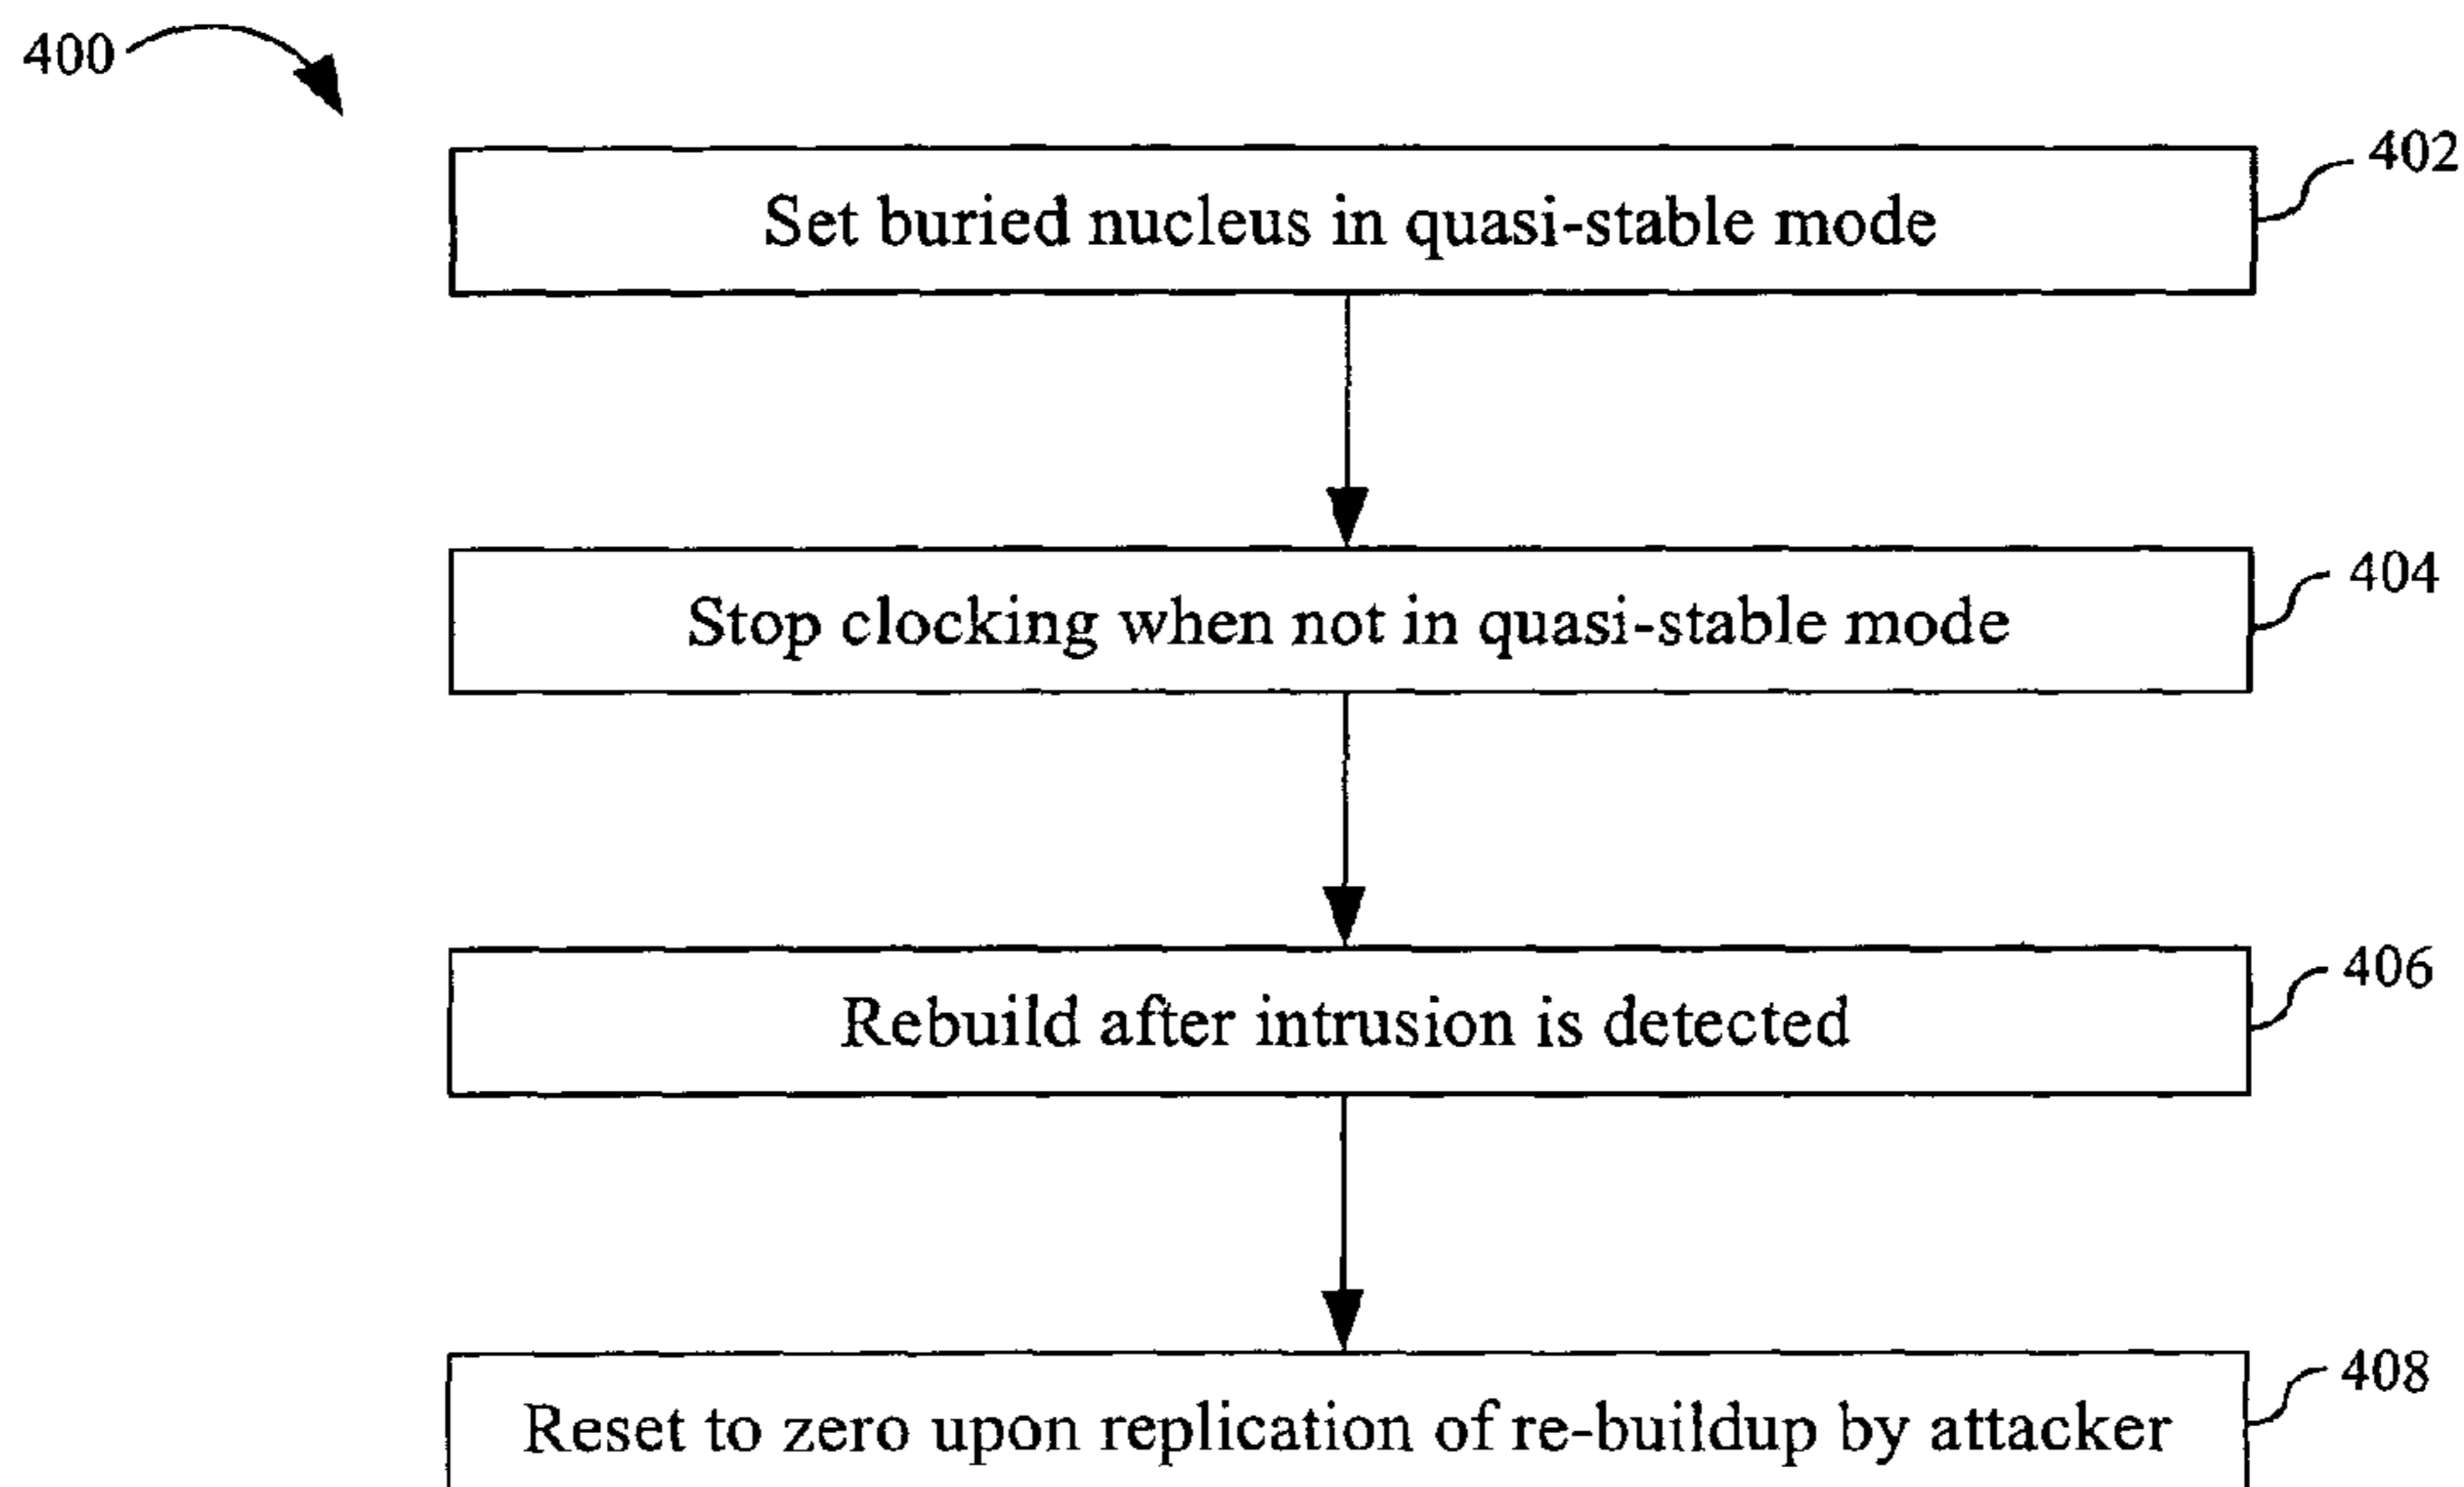 400
402
Set buried nucleus in quasi-stable mode
404
Stop clocking when not in quasi-stable mode
406
Rebuild after intrusion is detected
408
Reset to zero upon replication of re-buildup by attacker